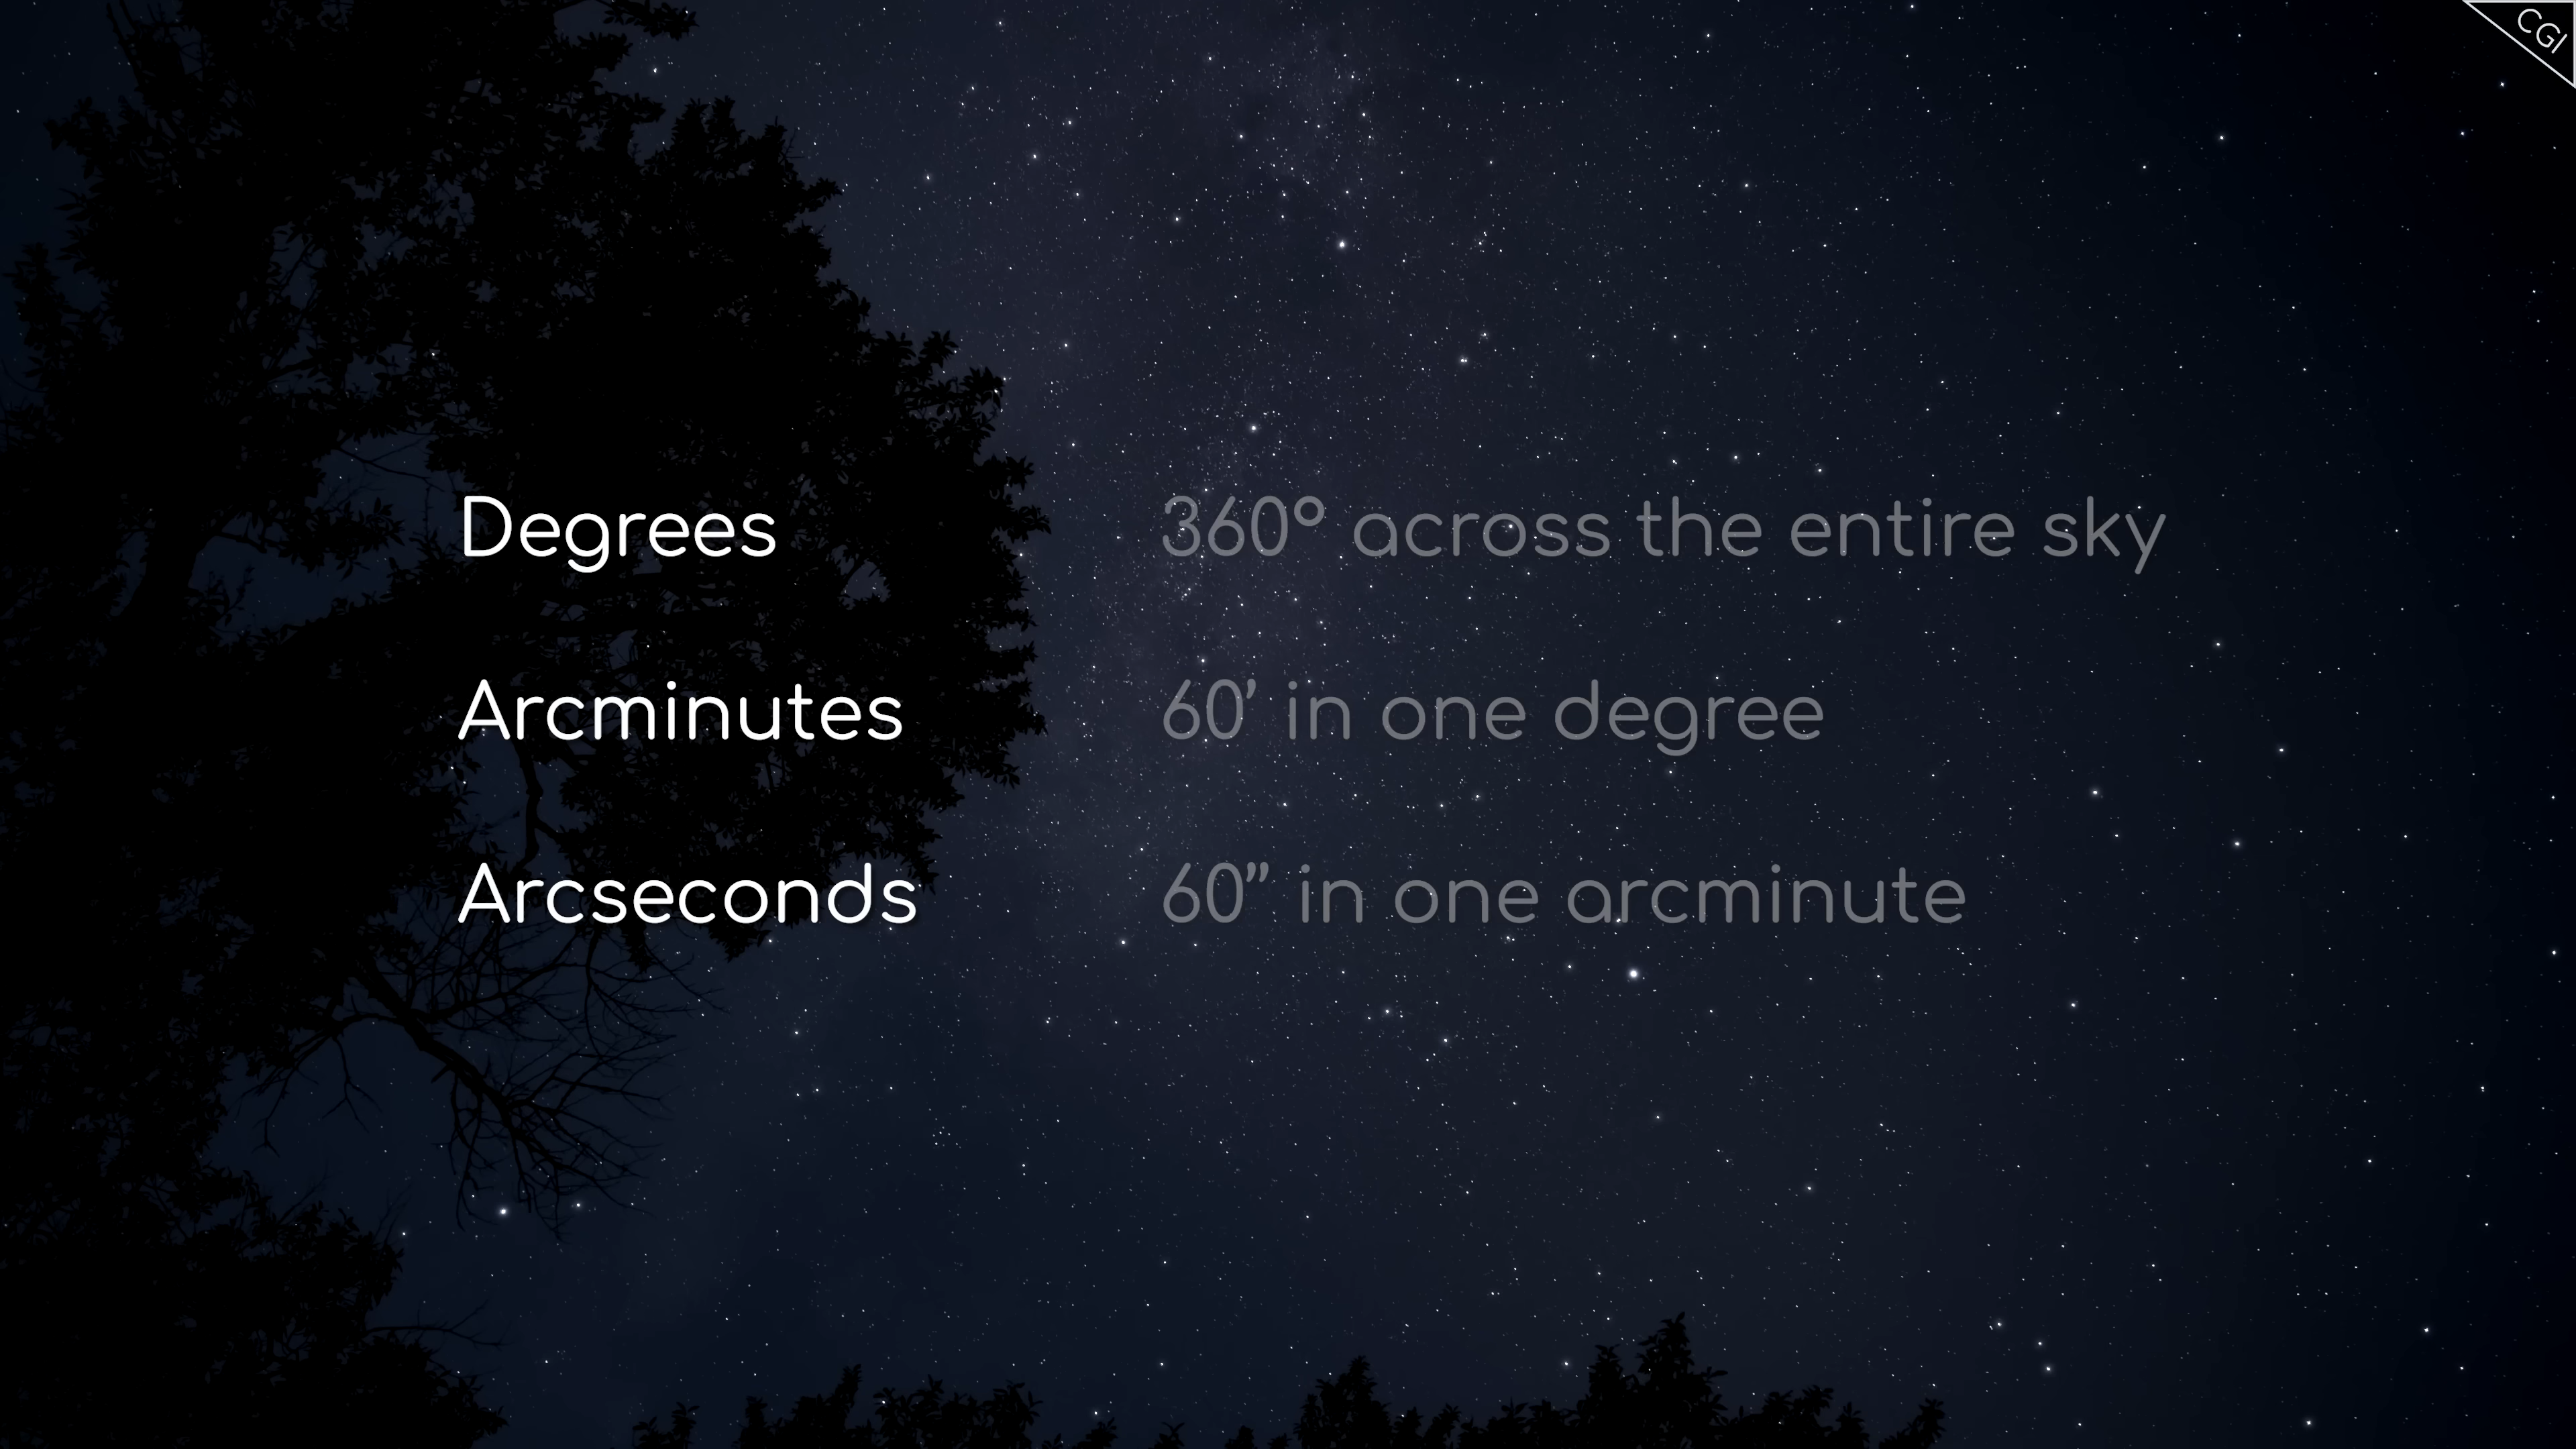 CGI
Degrees 360° across the entire sky
Arcminutes 60’ in one degree
Arcseconds 60” in one arcminute